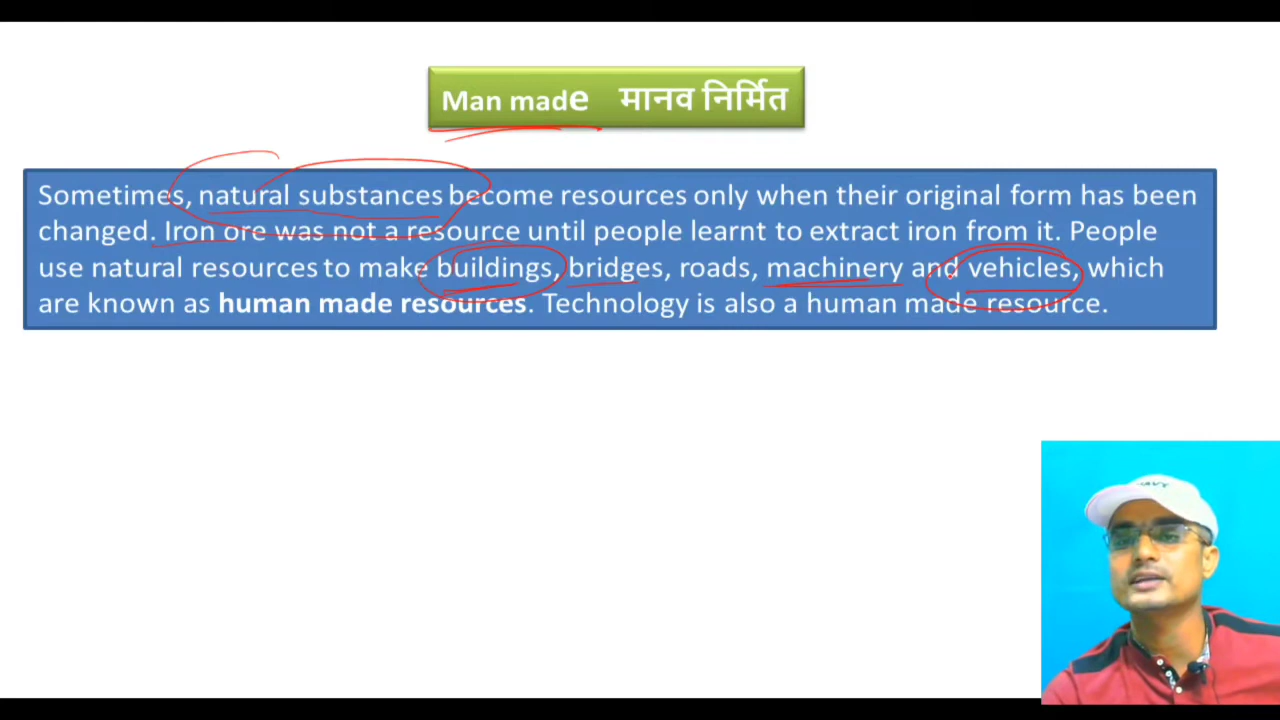 Man made मानव निर्मित
Sometimes, natural substances become resources only when their original form has been
changed. Iron ore was not a resource until people learnt to extract iron from it. People
use natural resources to make buildings, bridges, roads, machinery and vehicles, which
are known as human made resources. Technology is also a human made resource.